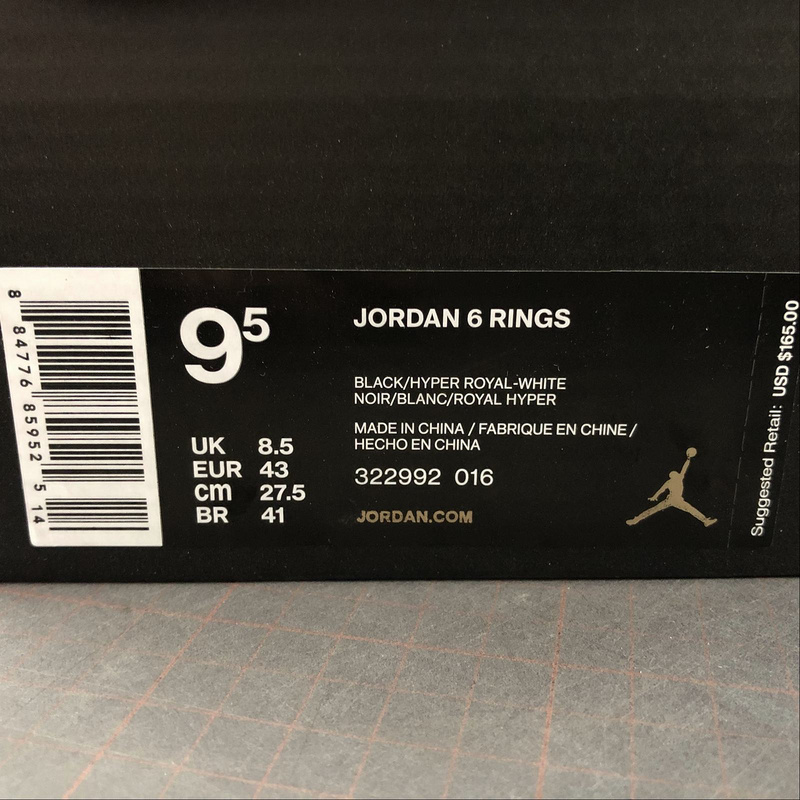 8 84776 85952 5 14
9⁵
UK 8.5
EUR 43
cm 27.5
BR 41
JORDAN 6 RINGS
BLACK/HYPER ROYAL-WHITE
NOIR/BLANC/ROYAL HYPER
MADE IN CHINA / FABRIQUE EN CHINE /
HECHO EN CHINA
322992 016
JORDAN.COM
Suggested Retail: USD $165.00